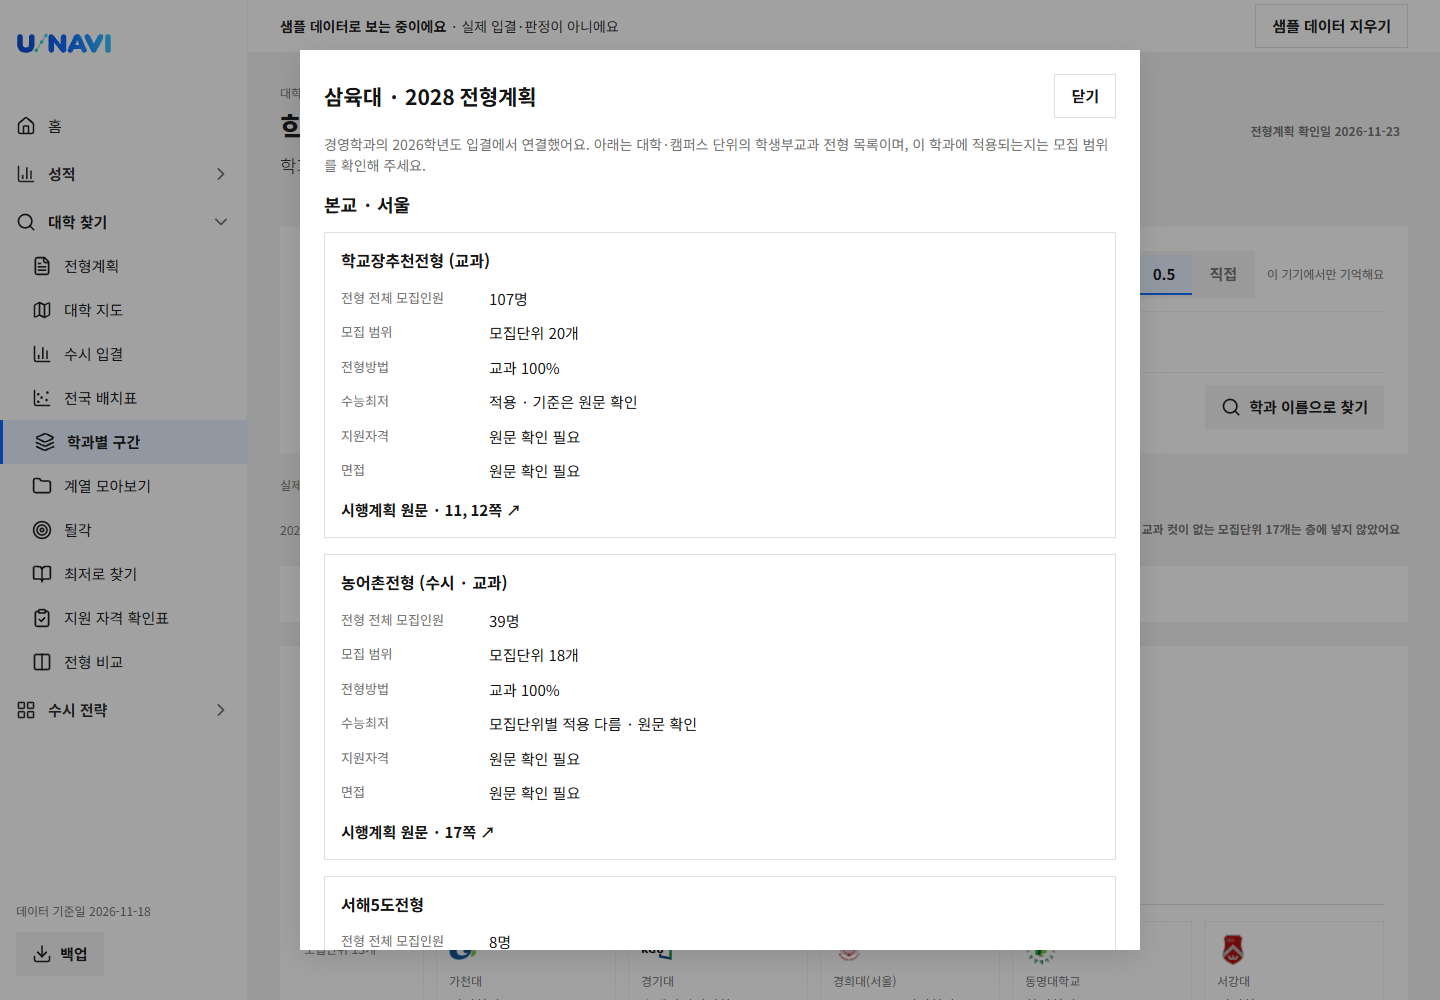 UNAVI
샘플 데이터로 보는 중이에요 · 실제 입결·판정이 아니에요
샘플 데이터 지우기
홈
성적
대학 찾기
전형계획
대학 지도
수시 입결
전국 배치표
학과별 구간
계열 모아보기
될각
최저로 찾기
지원 자격 확인표
전형 비교
수시 전략
데이터 기준일 2026-11-18
백업
대학
학
전형계획 확인일 2026-11-23
0.5
직접
이 기기에서만 기억해요
학과 이름으로 찾기
실제
202
교과 컷이 없는 모집단위 17개는 층에 넣지 않았어요
삼육대 · 2028 전형계획
닫기
경영학과의 2026학년도 입결에서 연결했어요. 아래는 대학·캠퍼스 단위의 학생부교과 전형 목록이며, 이 학과에 적용되는지는 모집 범위
를 확인해 주세요.
본교 · 서울
학교장추천전형 (교과)
전형 전체 모집인원 107명
모집 범위 모집단위 20개
전형방법 교과 100%
수능최저 적용 · 기준은 원문 확인
지원자격 원문 확인 필요
면접 원문 확인 필요
시행계획 원문 · 11, 12쪽 ↗
농어촌전형 (수시 · 교과)
전형 전체 모집인원 39명
모집 범위 모집단위 18개
전형방법 교과 100%
수능최저 모집단위별 적용 다름 · 원문 확인
지원자격 원문 확인 필요
면접 원문 확인 필요
시행계획 원문 · 17쪽 ↗
서해5도전형
전형 전체 모집인원 8명
가천대
경기대
경희대(서울)
동명대학교
서강대